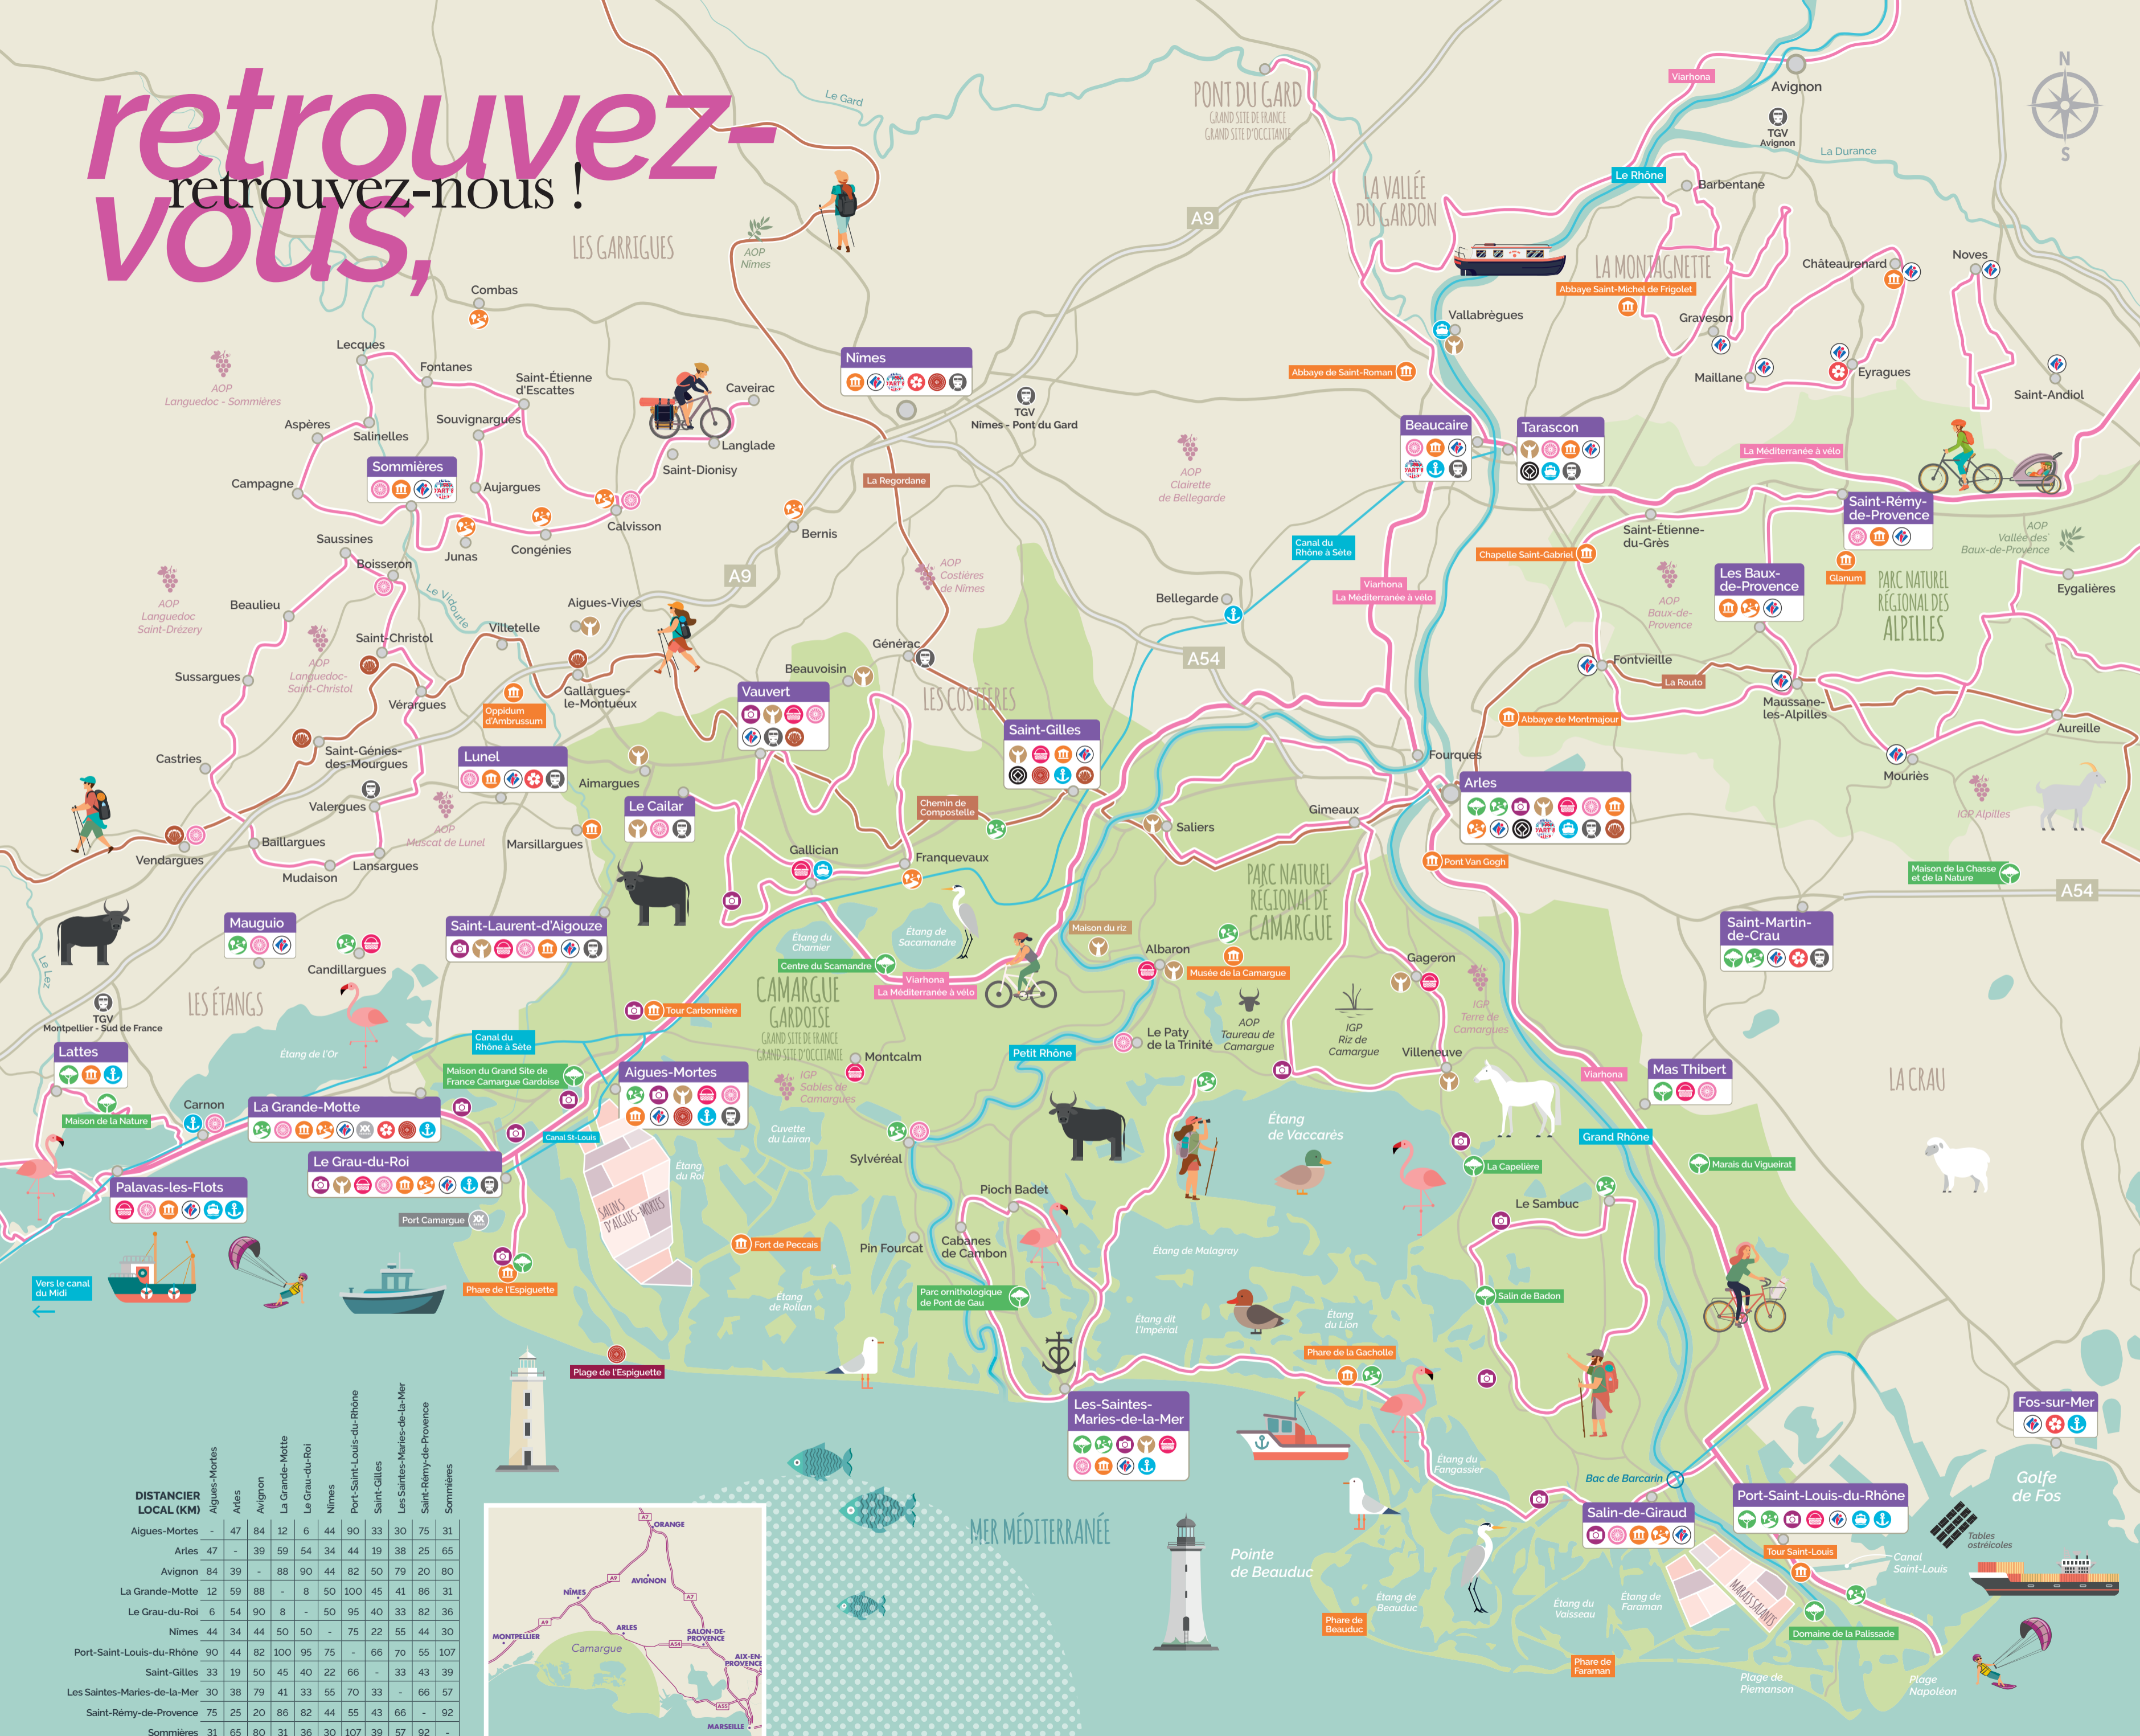 retrouvez-
vous,
retrouvez-nous !
N
S
PONT DU GARD
GRAND SITE DE FRANCE
GRAND SITE D'OCCITANIE
Le Gard
Viarhona
Avignon
TGV
Avignon
La Durance
Le Rhône
Barbentane
LA VALLÉE
DU GARDON
A9
LES GARRIGUES
AOP
Nîmes
LA MONTAGNETTE
Abbaye Saint-Michel de Frigolet
Châteaurenard
Noves
Combas
Vallabrègues
Graveson
Lecques
Fontanes
Saint-Étienne
d'Escattes
Nîmes
Caveirac
TGV
Nîmes - Pont du Gard
Abbaye de Saint-Roman
Maillane
Eyragues
Saint-Andiol
AOP
Languedoc - Sommières
Aspères
Salinelles
Souvignargues
Langlade
Saint-Dionisy
Beaucaire
Tarascon
La Méditerranée à vélo
Sommières
Campagne
Aujargues
La Regordane
AOP
Clairette
de Bellegarde
Saint-Rémy-
de-Provence
Calvisson
Bernis
Saint-Étienne-
du-Grès
AOP
Vallée des
Baux-de-Provence
Saussines
Junas
Congénies
Canal du
Rhône à Sète
Chapelle Saint-Gabriel
Glanum
Boisseron
A9
AOP
Costières
de Nîmes
Viarhona
La Méditerranée à vélo
Les Baux-
de-Provence
PARC NATUREL
RÉGIONAL DES
ALPILLES
Eygalières
AOP
Languedoc
Saint-Drézery
Beaulieu
Le Vidourle
Aigues-Vives
Bellegarde
AOP
Baux-de-
Provence
Saint-Christol
Villetelle
Générac
A54
Fontvieille
La Routo
AOP
Languedoc-
Saint-Christol
Sussargues
Vérargues
Oppidum
d'Ambrussum
Gallargues-
le-Montueux
Beauvoisin
Vauvert
LES COSTIÈRES
Saint-Gilles
Abbaye de Montmajour
Maussane-
les-Alpilles
Aureille
Saint-Géniès-
des-Mourgues
Castries
Lunel
Aimargues
Fourques
Arles
Mouriès
IGP Alpilles
Valergues
AOP
Muscat de Lunel
Le Cailar
Chemin de
Compostelle
Gimeaux
Saliers
Vendargues
Baillargues
Mudaison
Lansargues
Marsillargues
Gallician
Franquevaux
Pont Van Gogh
PARC NATUREL
RÉGIONAL DE
CAMARGUE
Maison de la Chasse
et de la Nature
A54
Mauguio
Candillargues
Saint-Laurent-d'Aigouze
Étang du
Charnier
Étang de
Sacamandre
Maison du riz
Albaron
Musée de la Camargue
Gageron
Saint-Martin-
de-Crau
Le Lez
Centre du Scamandre
Viarhona
La Méditerranée à vélo
LES ÉTANGS
TGV
Montpellier - Sud de France
CAMARGUE
GARDOISE
GRAND SITE DE FRANCE
GRAND SITE D'OCCITANIE
Tour Carbonnière
IGP
Terre de
Camargues
Le Paty
de la Trinité
AOP
Taureau de
Camargue
IGP
Riz de
Camargue
Villeneuve
Lattes
Étang de l'Or
Canal du
Rhône à Sète
Maison du Grand Site de
France Camargue Gardoise
Aigues-Mortes
Montcalm
Petit Rhône
IGP
Sables de
Camargues
Viarhona
Mas Thibert
LA CRAU
Maison de la Nature
Carnon
La Grande-Motte
Canal St-Louis
Cuvette
du Lairan
Étang
de Vaccarès
Grand Rhône
Le Grau-du-Roi
Étang
du Roi
Sylvéréal
La Capelière
Marais du Vigueirat
Palavas-les-Flots
Port Camargue
SALINS
D'AIGUES-MORTES
Pioch Badet
Le Sambuc
Fort de Peccais
Pin Fourcat
Cabanes
de Cambon
Étang de Malagray
Vers le canal
du Midi
Phare de l'Espiguette
Étang
de Rollan
Parc ornithologique
de Pont de Gau
Étang dit
l'Impérial
Étang
du Lion
Salin de Badon
Plage de l'Espiguette
Phare de la Gacholle
Les-Saintes-
Maries-de-la-Mer
Fos-sur-Mer
Étang du
Fangassier
Bac de Barcarin
Golfe
de Fos
Salin-de-Giraud
Port-Saint-Louis-du-Rhône
MER MÉDITERRANÉE
Pointe
de Beauduc
Tour Saint-Louis
Tables
ostréicoles
Canal
Saint-Louis
Étang de
Beauduc
Étang du
Vaisseau
Étang de
Faraman
MARAIS SALANTS
Phare de
Beauduc
Domaine de la Palissade
Phare de
Faraman
Plage de
Piemanson
Plage
Napoléon
DISTANCIER
LOCAL (KM)
Aigues-Mortes
Arles
Avignon
La Grande-Motte
Le Grau-du-Roi
Nîmes
Port-Saint-Louis-du-Rhône
Saint-Gilles
Les Saintes-Maries-de-la-Mer
Saint-Rémy-de-Provence
Sommières
Aigues-Mortes - 47 84 12 6 44 90 33 30 75 31
Arles 47 - 39 59 54 34 44 19 38 25 65
Avignon 84 39 - 88 90 44 82 50 79 20 80
La Grande-Motte 12 59 88 - 8 50 100 45 41 86 31
Le Grau-du-Roi 6 54 90 8 - 50 95 40 33 82 36
Nîmes 44 34 44 50 50 - 75 22 55 44 30
Port-Saint-Louis-du-Rhône 90 44 82 100 95 75 - 66 70 55 107
Saint-Gilles 33 19 50 45 40 22 66 - 33 43 39
Les Saintes-Maries-de-la-Mer 30 38 79 41 33 55 70 33 - 66 57
Saint-Rémy-de-Provence 75 25 20 86 82 44 55 43 66 - 92
Sommières 31 65 80 31 36 30 107 39 57 92 -
A7
ORANGE
A9
NÎMES
AVIGNON
A7
A9
ARLES
MONTPELLIER
Camargue
A54
SALON-DE-
PROVENCE
AIX-EN-
PROVENCE
A55
MARSEILLE